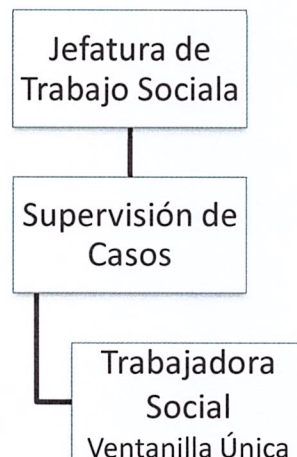 Jefatura de
Trabajo Sociala
Supervisión de
Casos
Trabajadora
Social
Ventanilla Única